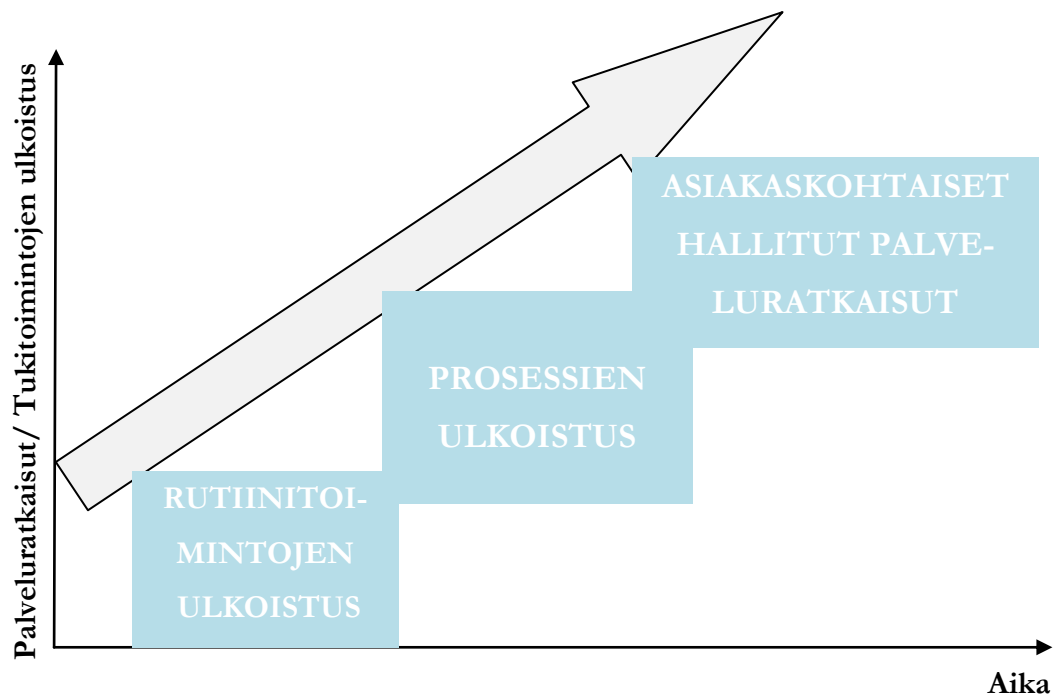 Palveluratkaisut/ Tukitoimintojen ulkoistus
ASIAKASKOHTAISET
HALLITUT PALVE-
LURATKAISUT
PROSESSIEN
ULKOISTUS
RUTIINITOI-
MINTOJEN
ULKOISTUS
Aika